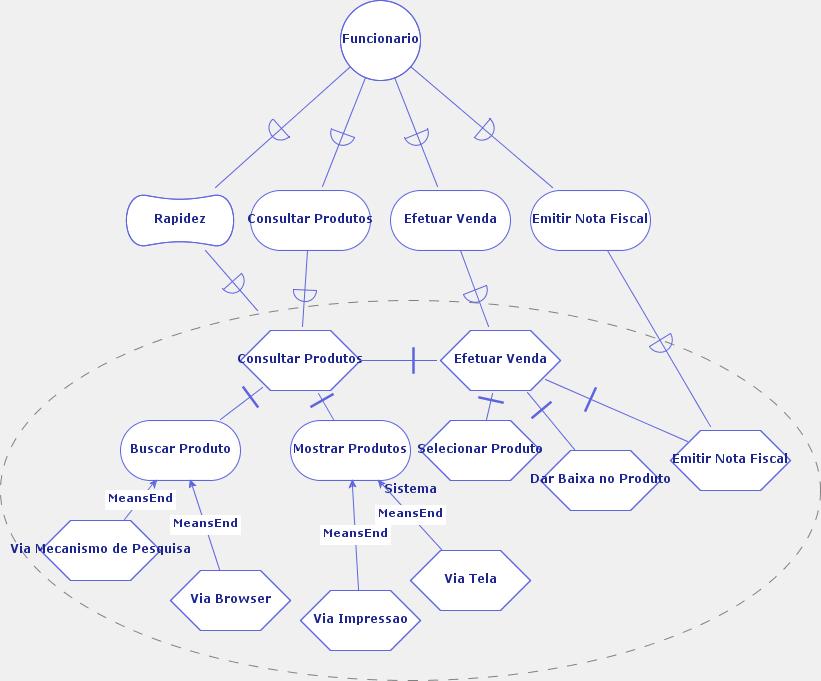 Funcionario
Rapidez
Consultar Produtos
Efetuar Venda
Emitir Nota Fiscal
Consultar Produtos
Efetuar Venda
Buscar Produto
Mostrar Produtos
Selecionar Produto
Emitir Nota Fiscal
Dar Baixa no Produto
Sistema
MeansEnd
MeansEnd
MeansEnd
MeansEnd
Via Mecanismo de Pesquisa
Via Tela
Via Browser
Via Impressao